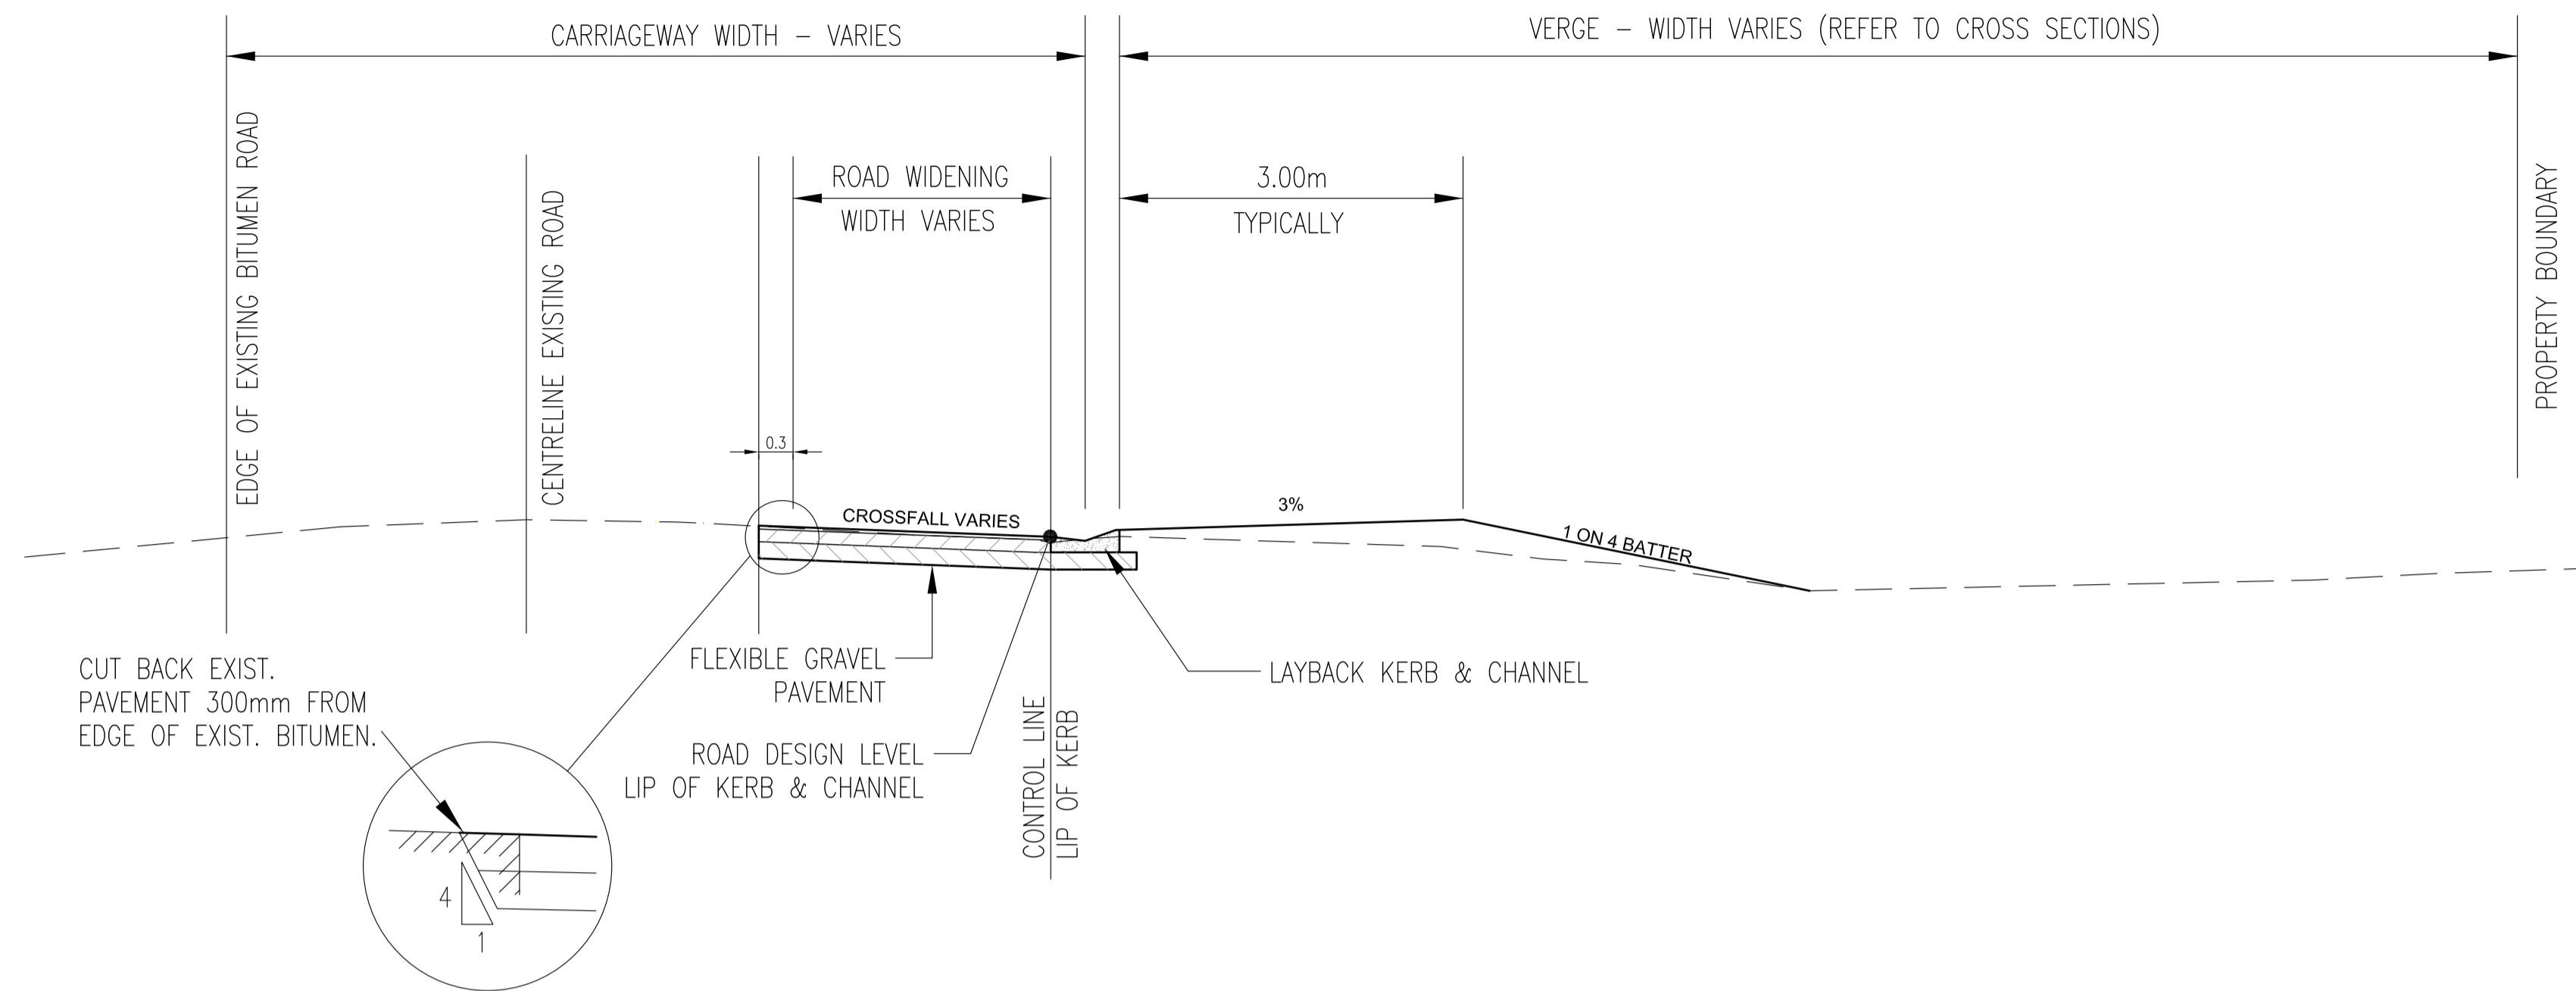 CARRIAGEWAY WIDTH – VARIES
VERGE – WIDTH VARIES (REFER TO CROSS SECTIONS)
EDGE OF EXISTING BITUMEN ROAD
CENTRELINE EXISTING ROAD
ROAD WIDENING
WIDTH VARIES
3.00m
TYPICALLY
PROPERTY BOUNDARY
0.3
CROSSFALL VARIES
3%
1 ON 4 BATTER
CUT BACK EXIST.
PAVEMENT 300mm FROM
EDGE OF EXIST. BITUMEN.
FLEXIBLE GRAVEL
PAVEMENT
LAYBACK KERB & CHANNEL
ROAD DESIGN LEVEL
LIP OF KERB & CHANNEL
CONTROL LINE
LIP OF KERB
4
1